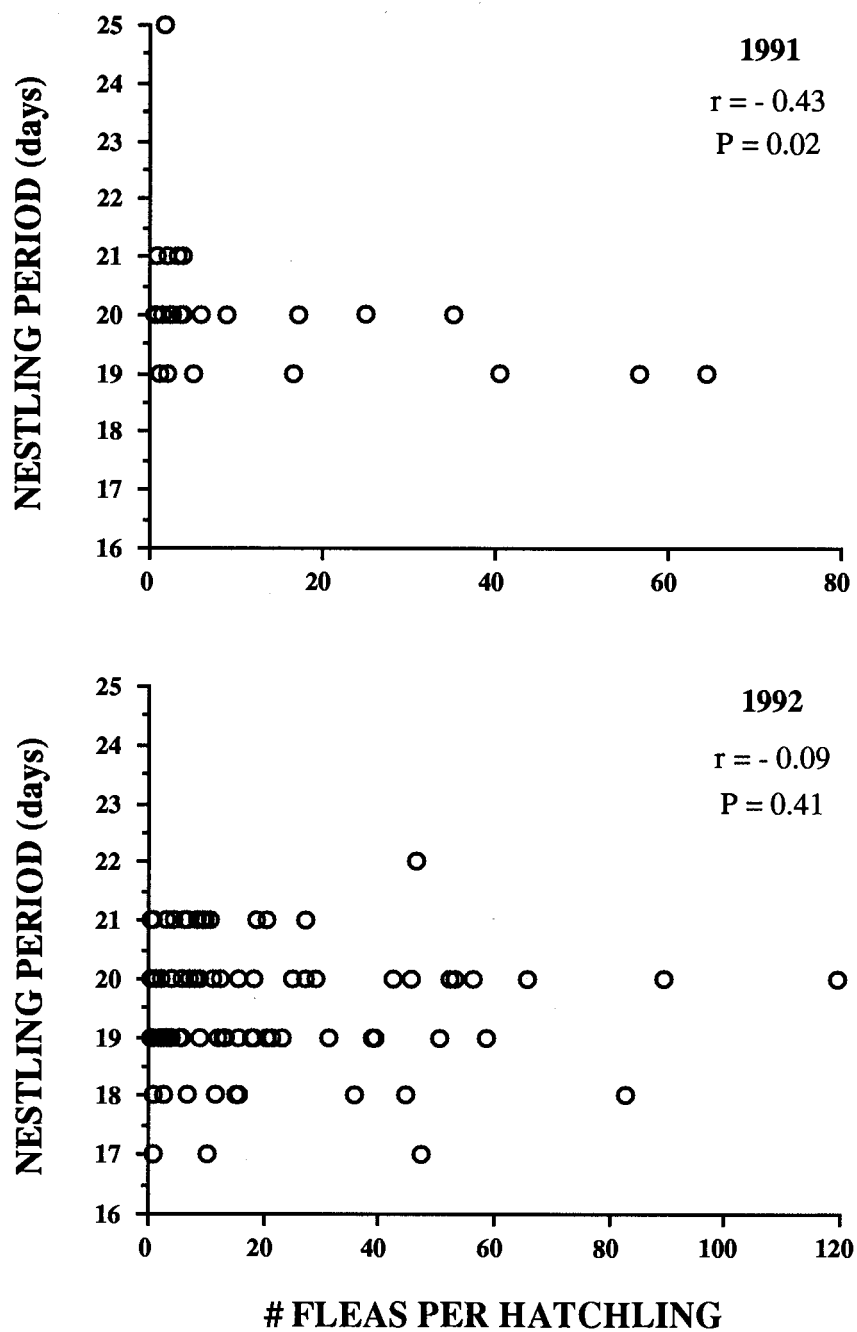 1991
r = - 0.43
P = 0.02
NESTLING PERIOD (days)
25
24
23
22
21
20
19
18
17
16
0 20 40 60 80
1992
r = - 0.09
P = 0.41
NESTLING PERIOD (days)
25
24
23
22
21
20
19
18
17
16
0 20 40 60 80 100 120
# FLEAS PER HATCHLING